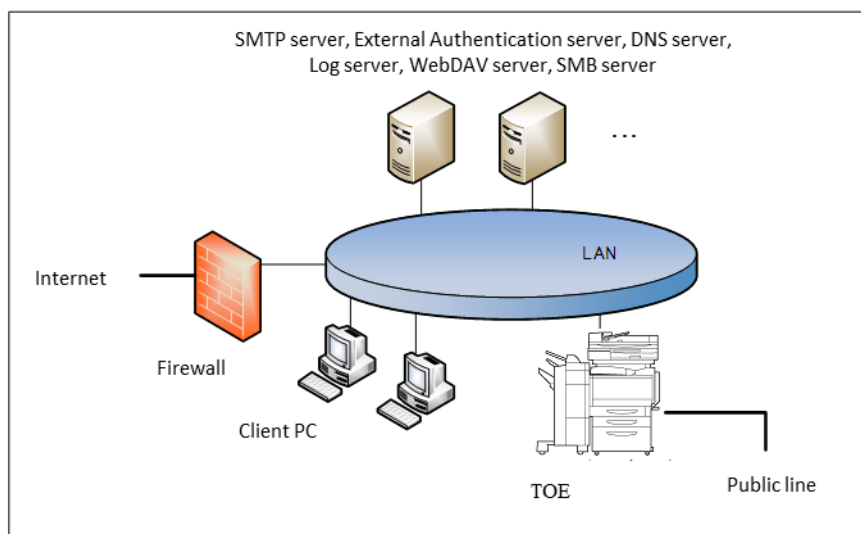 SMTP server, External Authentication server, DNS server,
Log server, WebDAV server, SMB server
...
LAN
Internet
Firewall
Client PC
TOE
Public line